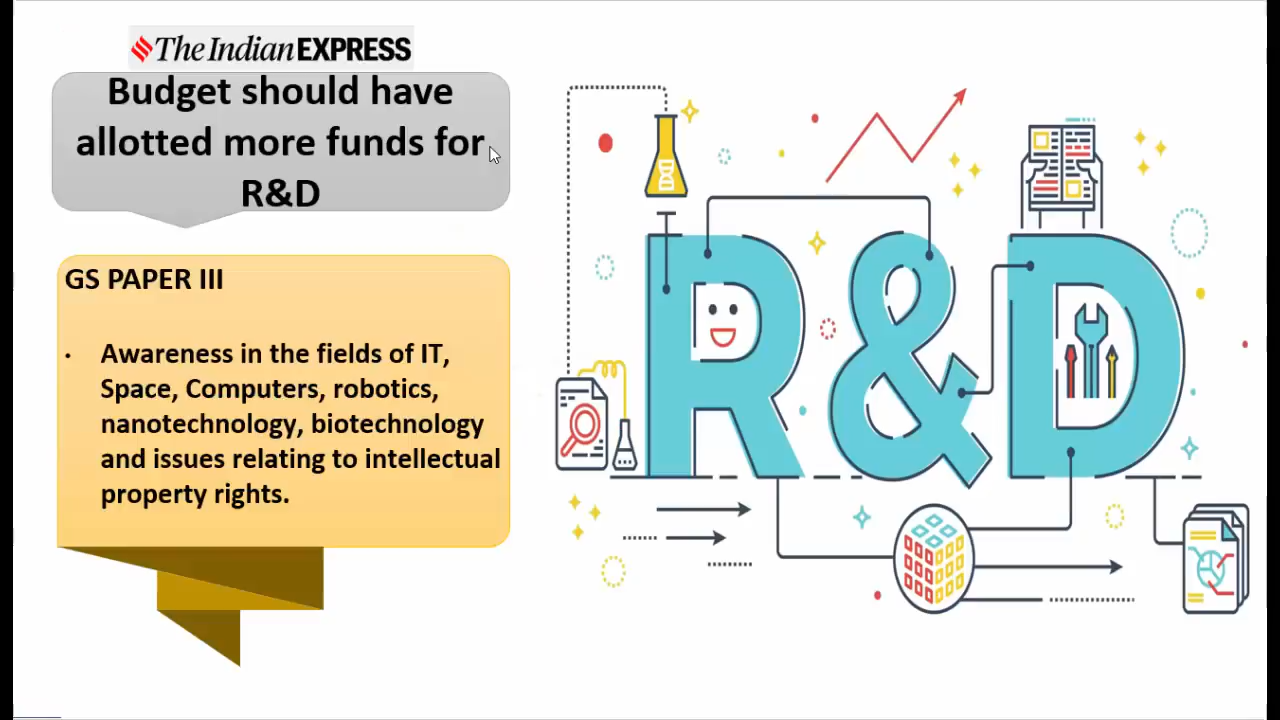 The Indian EXPRESS
Budget should have
allotted more funds for
R&D
GS PAPER III
• Awareness in the fields of IT,
Space, Computers, robotics,
nanotechnology, biotechnology
and issues relating to intellectual
property rights.
R&D